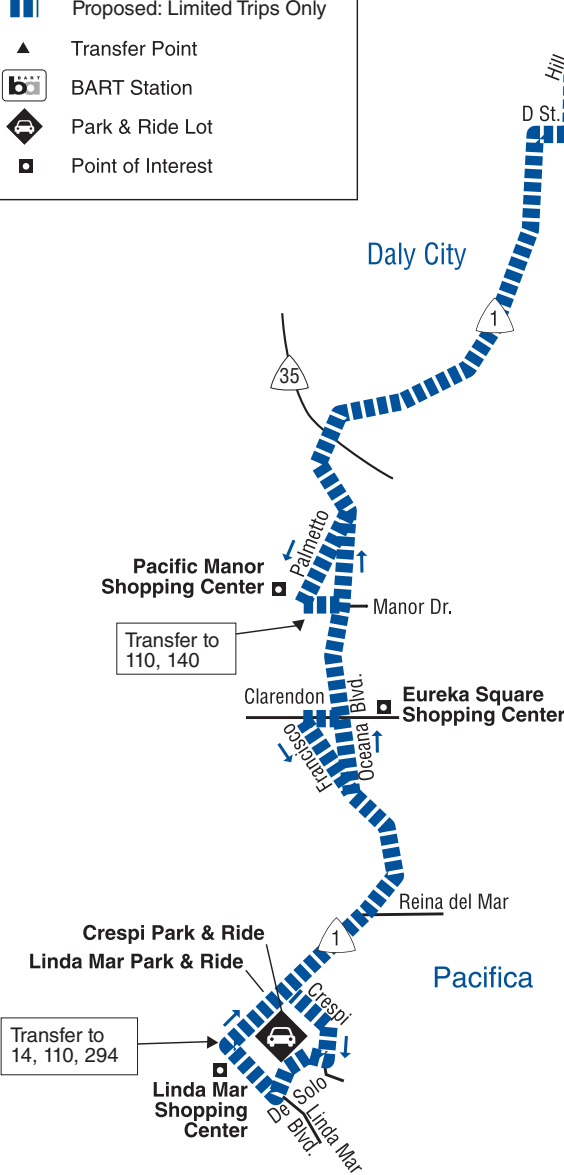 Proposed: Limited Trips Only
Transfer Point
BART
ba
BART Station
Park & Ride Lot
Point of Interest
Hill
D St.
Daly City
1
35
Palmetto
Pacific Manor
Shopping Center
Manor Dr.
Transfer to
110, 140
Clarendon
Oceana Blvd.
Eureka Square
Shopping Center
Francisco
Reina del Mar
1
Crespi Park & Ride
Linda Mar Park & Ride
Pacifica
Crespi
Transfer to
14, 110, 294
Linda Mar
Shopping
Center
De Solo
Linda Mar
Blvd.